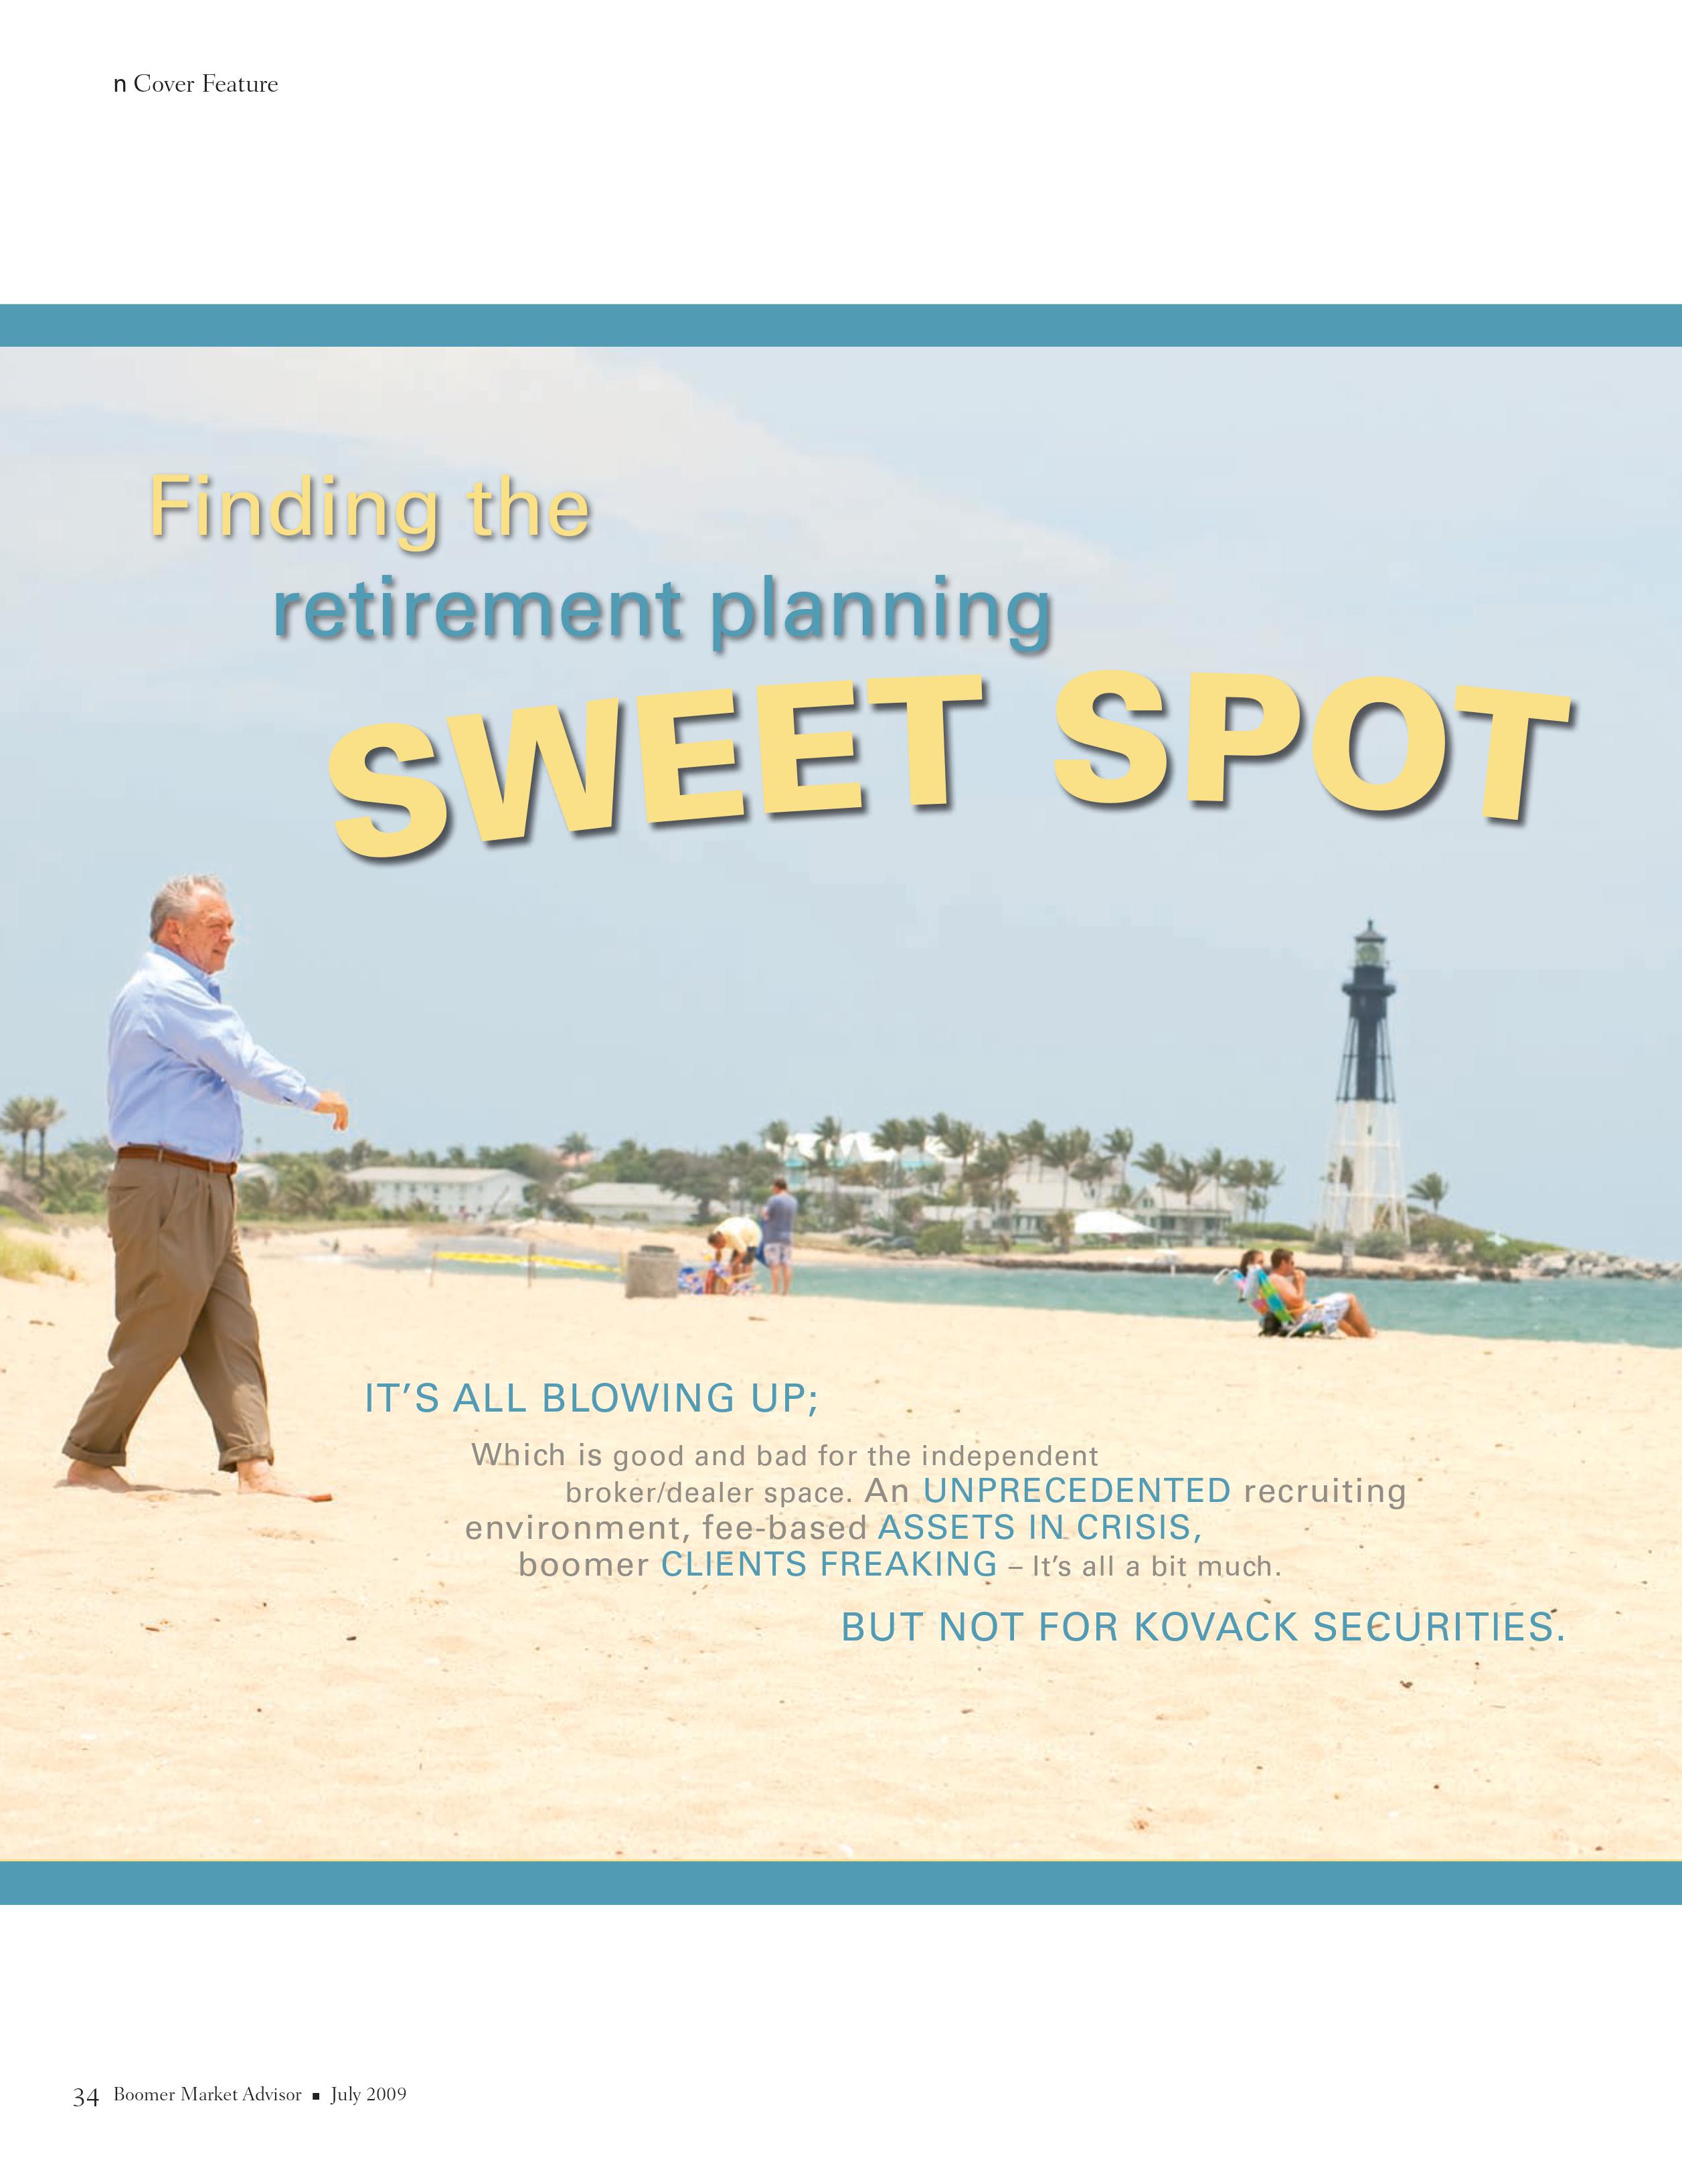 n Cover Feature
Finding the
retirement planning
SWEET SPOT
IT’S ALL BLOWING UP;
Which is good and bad for the independent
broker/dealer space. An UNPRECEDENTED recruiting
environment, fee-based ASSETS IN CRISIS,
boomer CLIENTS FREAKING – It’s all a bit much.
BUT NOT FOR KOVACK SECURITIES.
34 Boomer Market Advisor ■ July 2009